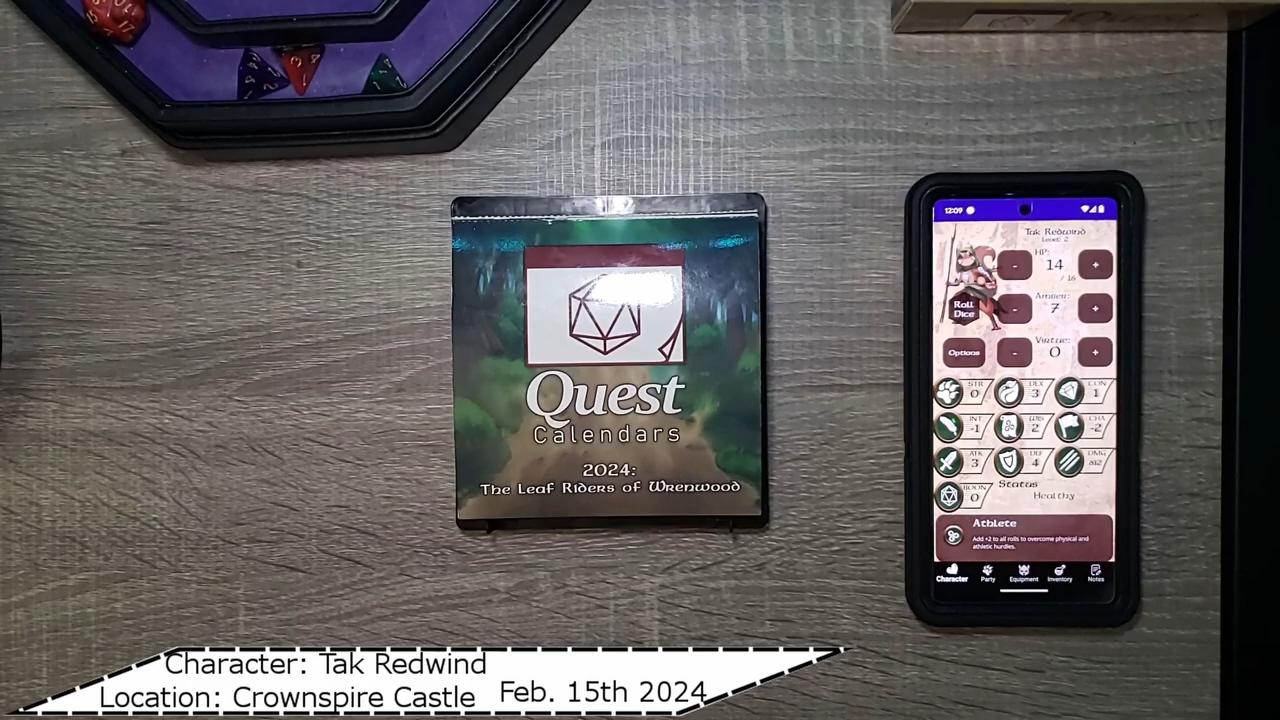 Quest
Calendars
2024:
The Leaf Riders of Wrenwood
12:09
Tak Redwind
Level: 2
HP:
- 14 +
/ 16
Roll
Dice
Amber:
- 7 +
Virtue:
Options - 0 +
STR 0 DEX 3 CON 1
INT -1 WIS 2 CHA -2
ATK 3 DEF 4 DMG
BOON 0
Status
Healthy
Athlete
Add +2 to all rolls to overcome physical and
athletic hurdles.
Character Party Equipment Inventory Notes
Character: Tak Redwind
Location: Crownspire Castle Feb. 15th 2024